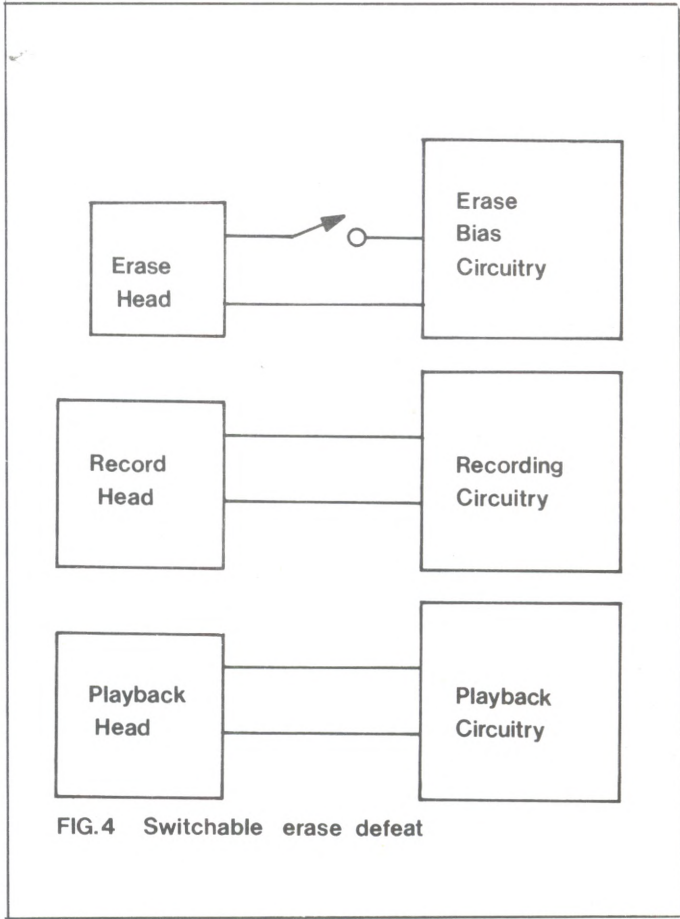 Erase
Head
Erase
Bias
Circuitry
Record
Head
Recording
Circuitry
Playback
Head
Playback
Circuitry
FIG.4 Switchable erase defeat